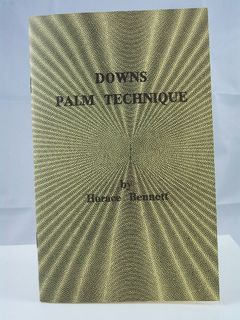 DOWNS
PALM TECHNIQUE
by
Horace Bennett